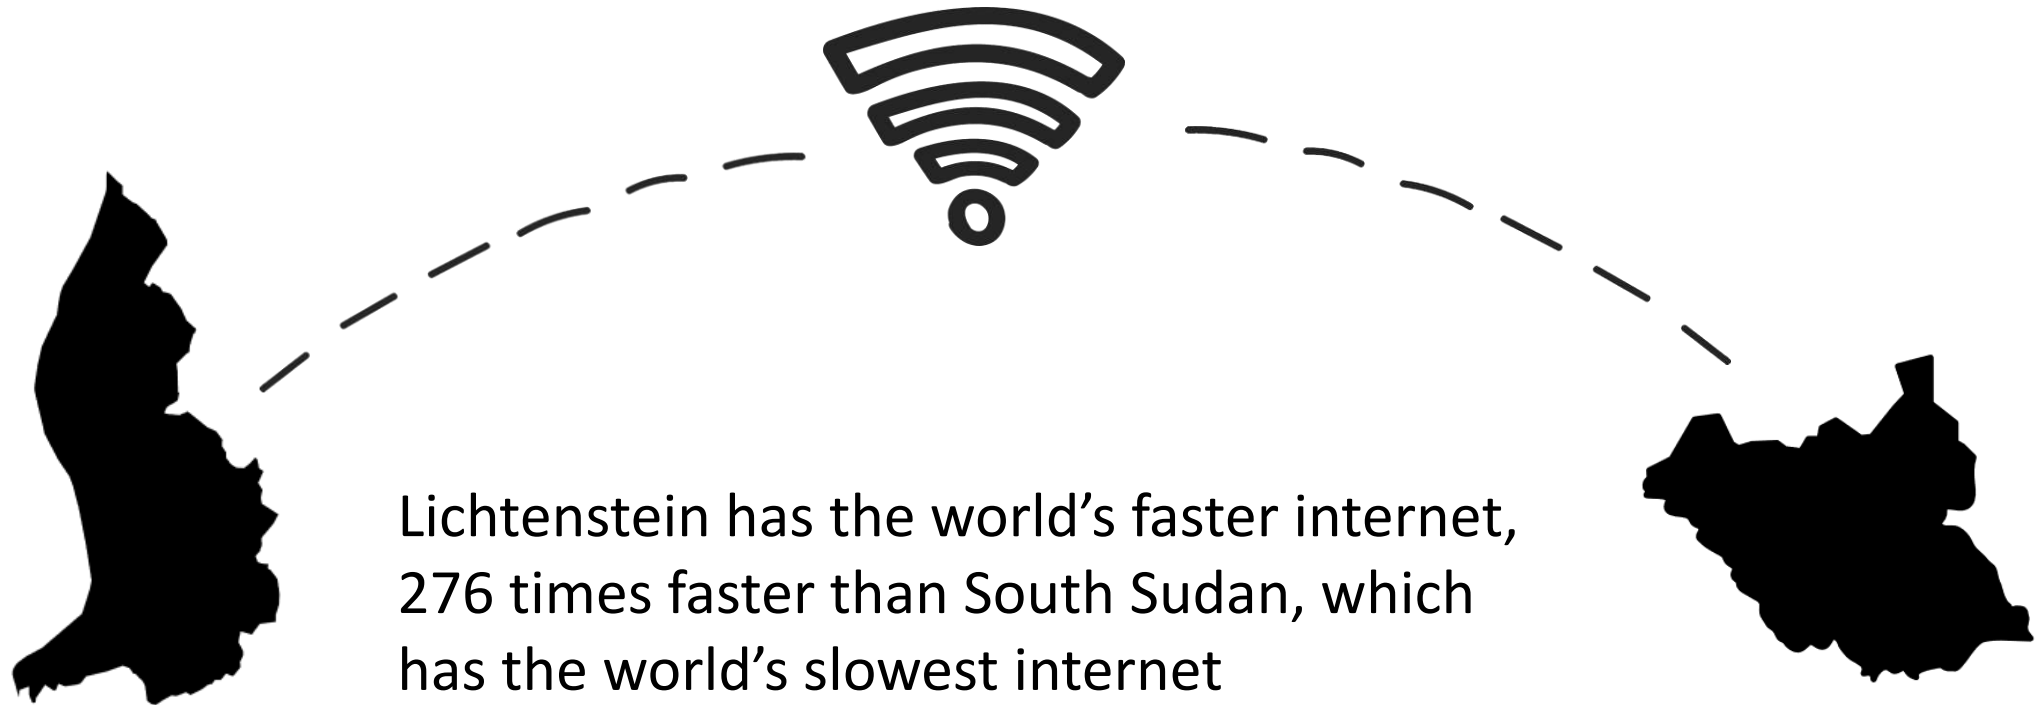 Lichtenstein has the world’s faster internet,
276 times faster than South Sudan, which
has the world’s slowest internet